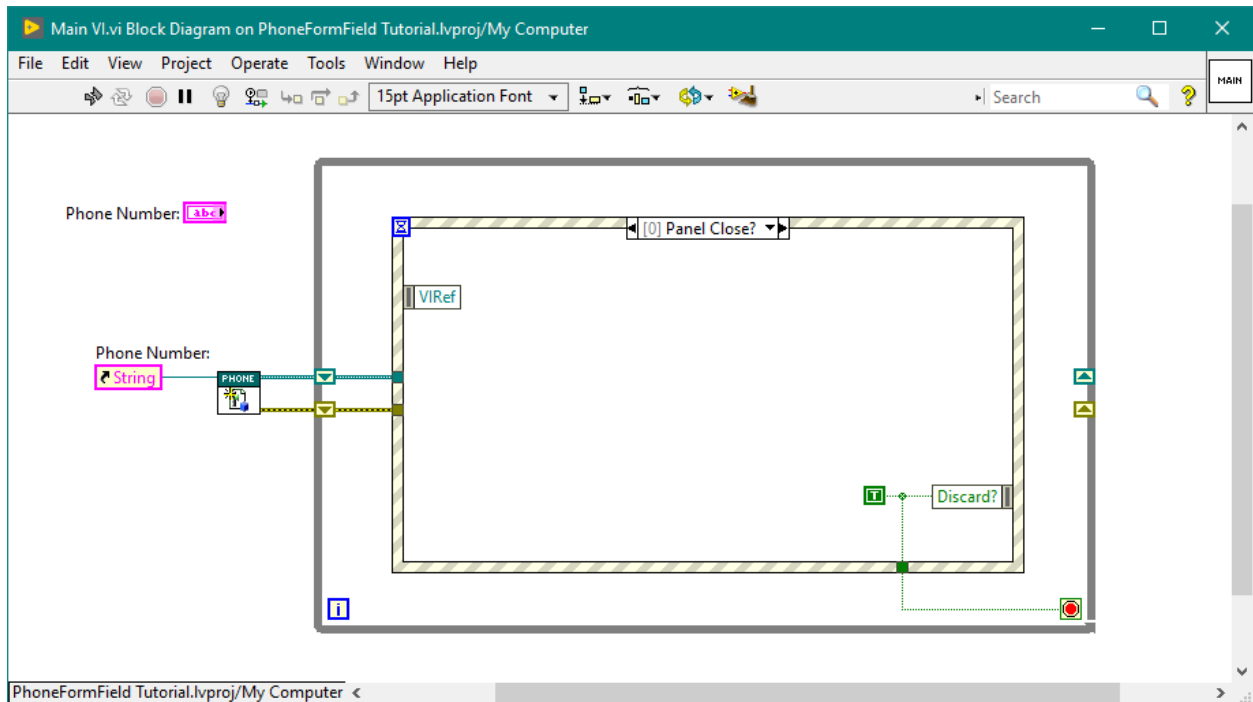 Main VI.vi Block Diagram on PhoneFormField Tutorial.lvproj/My Computer
File Edit View Project Operate Tools Window Help
15pt Application Font
Search
MAIN
Phone Number:
abc
[0] Panel Close?
VIRef
Phone Number:
String
PHONE
T
Discard?
i
PhoneFormField Tutorial.lvproj/My Computer